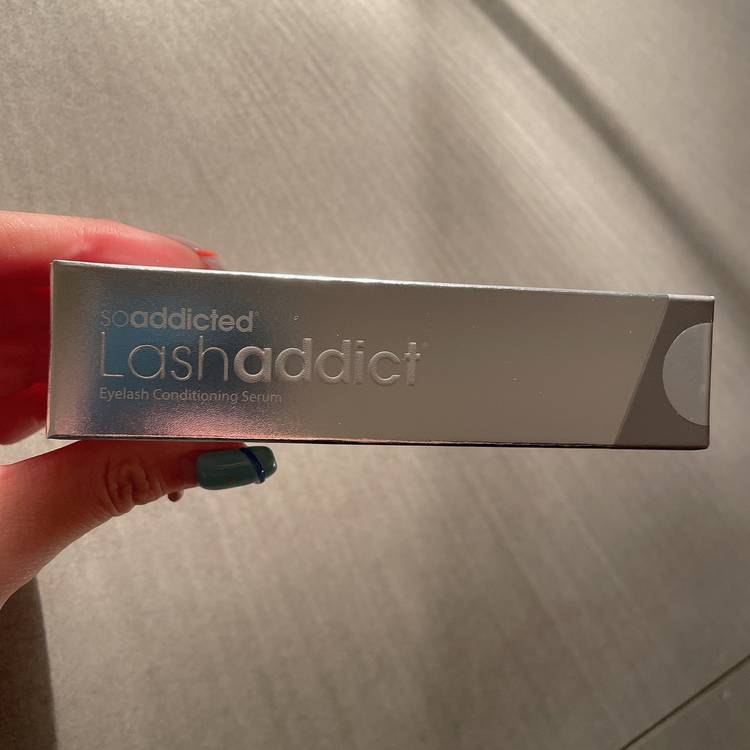 soaddicted®
Lashaddict®
Eyelash Conditioning Serum